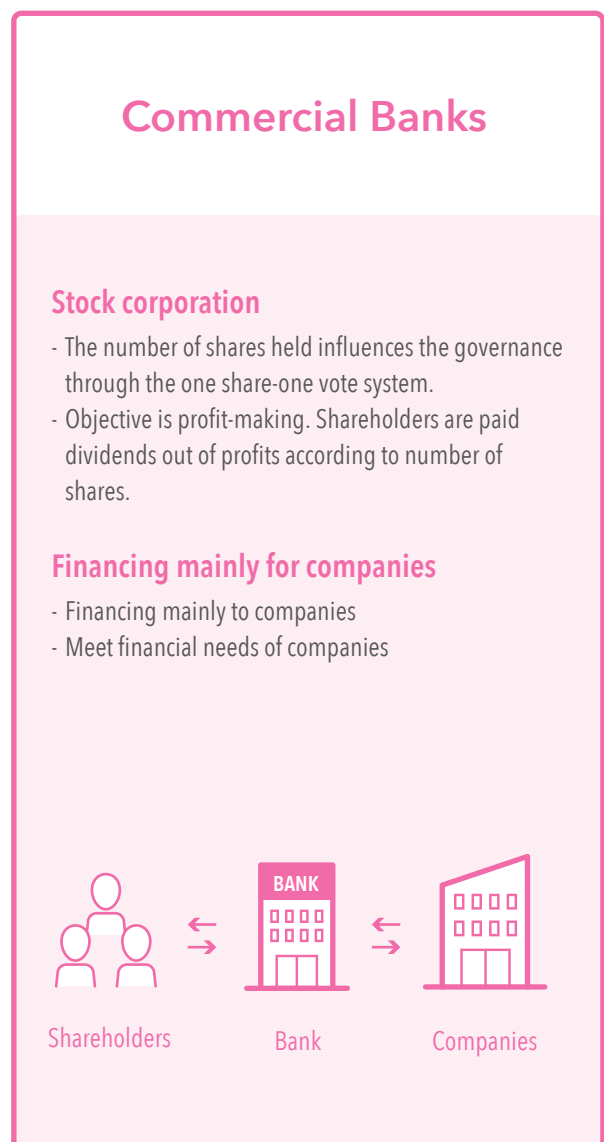 Commercial Banks
Stock corporation
- The number of shares held influences the governance
through the one share-one vote system.
- Objective is profit-making. Shareholders are paid
dividends out of profits according to number of
shares.
Financing mainly for companies
- Financing mainly to companies
- Meet financial needs of companies
BANK
Shareholders
Bank
Companies